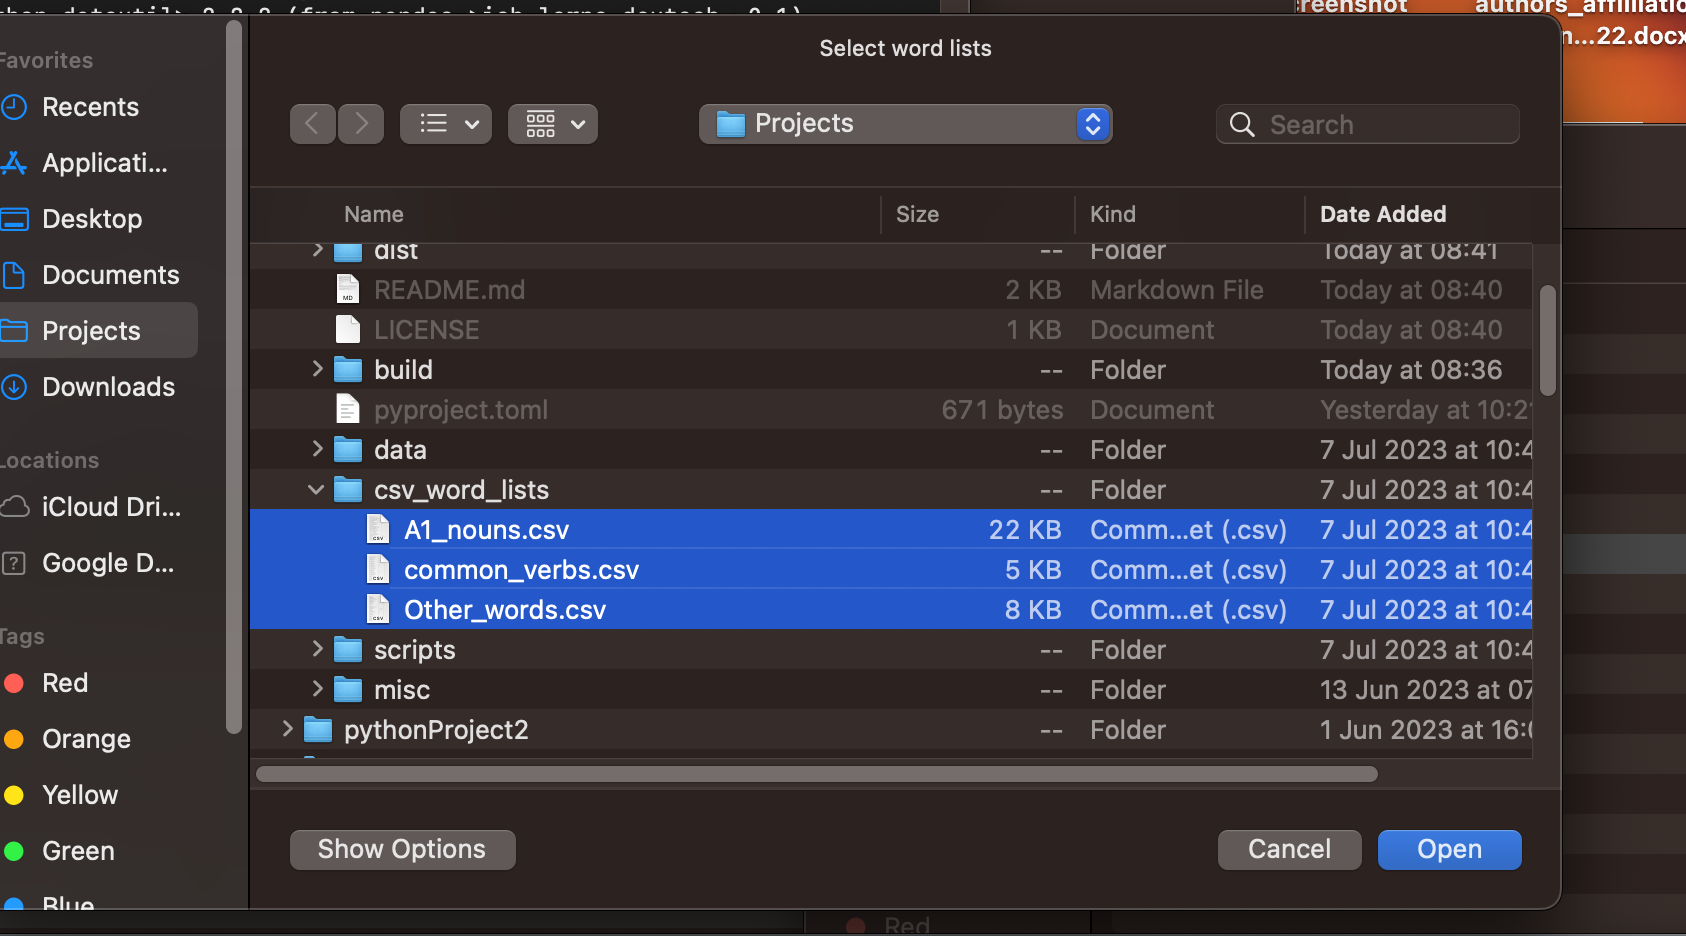 (from pandas->ich-lerne-deutsch
reenshot
authors_affiliatio
n...22.docx
Select word lists
Projects
Search
Favorites
Recents
Applicati...
Desktop
Documents
Projects
Downloads
Locations
iCloud Dri...
Google D...
Tags
Red
Orange
Yellow
Green
Blue
Name Size Kind Date Added
dist -- Folder Today at 08:41
README.md 2 KB Markdown File Today at 08:40
LICENSE 1 KB Document Today at 08:40
build -- Folder Today at 08:36
pyproject.toml 671 bytes Document Yesterday at 10:2
data -- Folder 7 Jul 2023 at 10:4
csv_word_lists -- Folder 7 Jul 2023 at 10:4
A1_nouns.csv 22 KB Comm...et (.csv) 7 Jul 2023 at 10:4
common_verbs.csv 5 KB Comm...et (.csv) 7 Jul 2023 at 10:4
Other_words.csv 8 KB Comm...et (.csv) 7 Jul 2023 at 10:4
scripts -- Folder 7 Jul 2023 at 10:4
misc -- Folder 13 Jun 2023 at 07
pythonProject2 -- Folder 1 Jun 2023 at 16:0
Show Options Cancel Open
Red